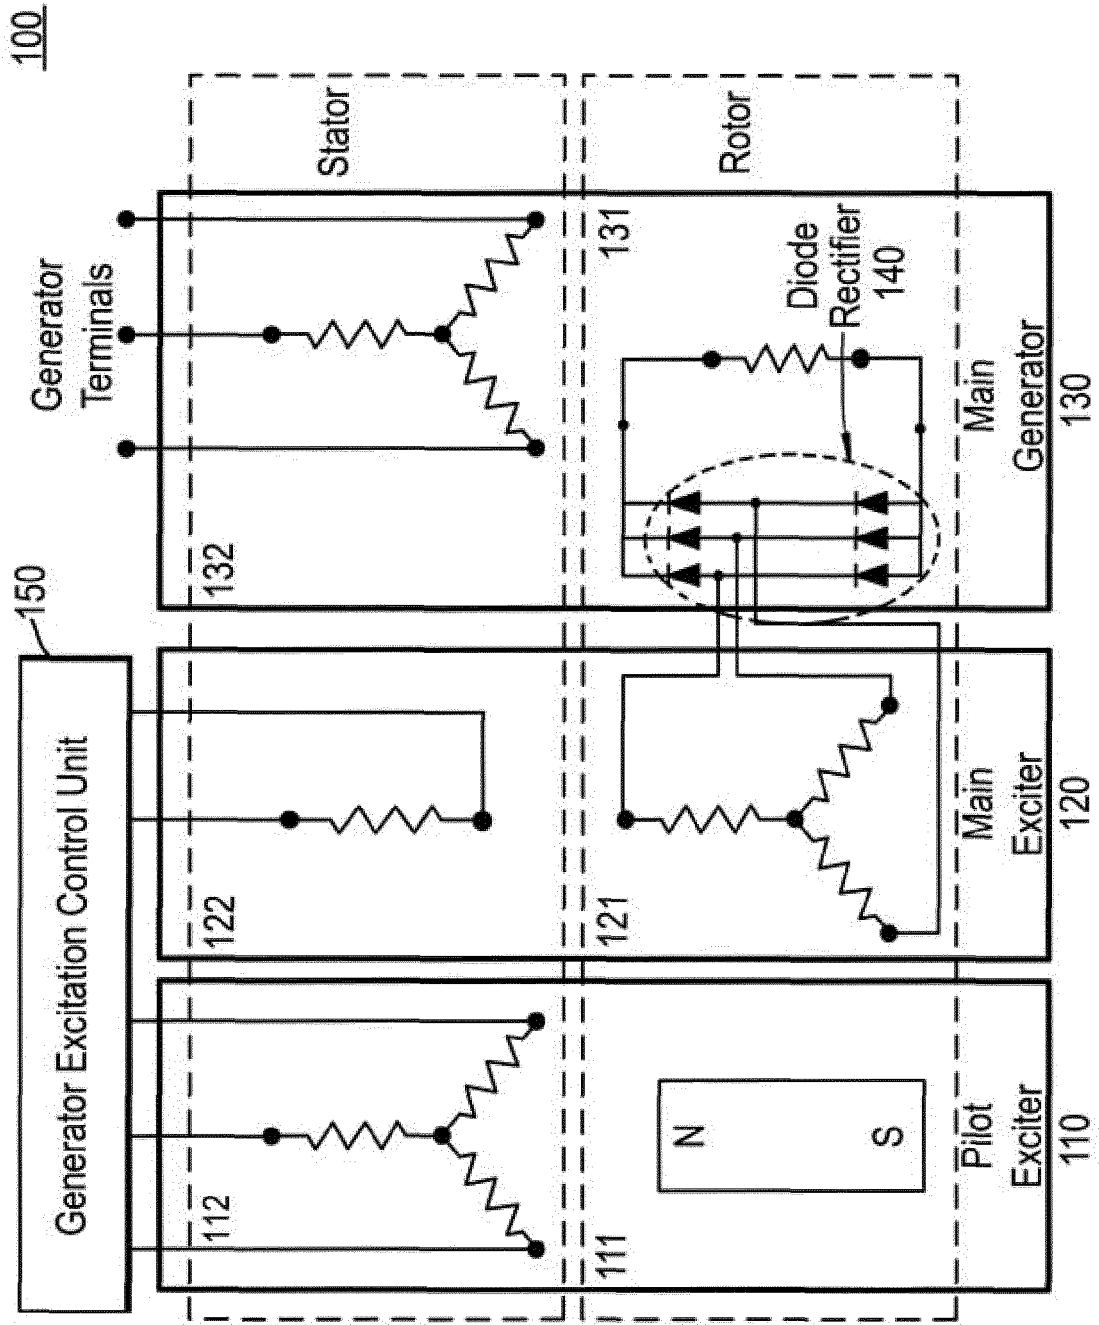 100
Generator Excitation Control Unit
150
Generator
Terminals
Stator
Rotor
112
122
132
111
121
131
N
S
Diode
Rectifier
140
Pilot
Exciter
110
Main
Exciter
120
Main
Generator
130